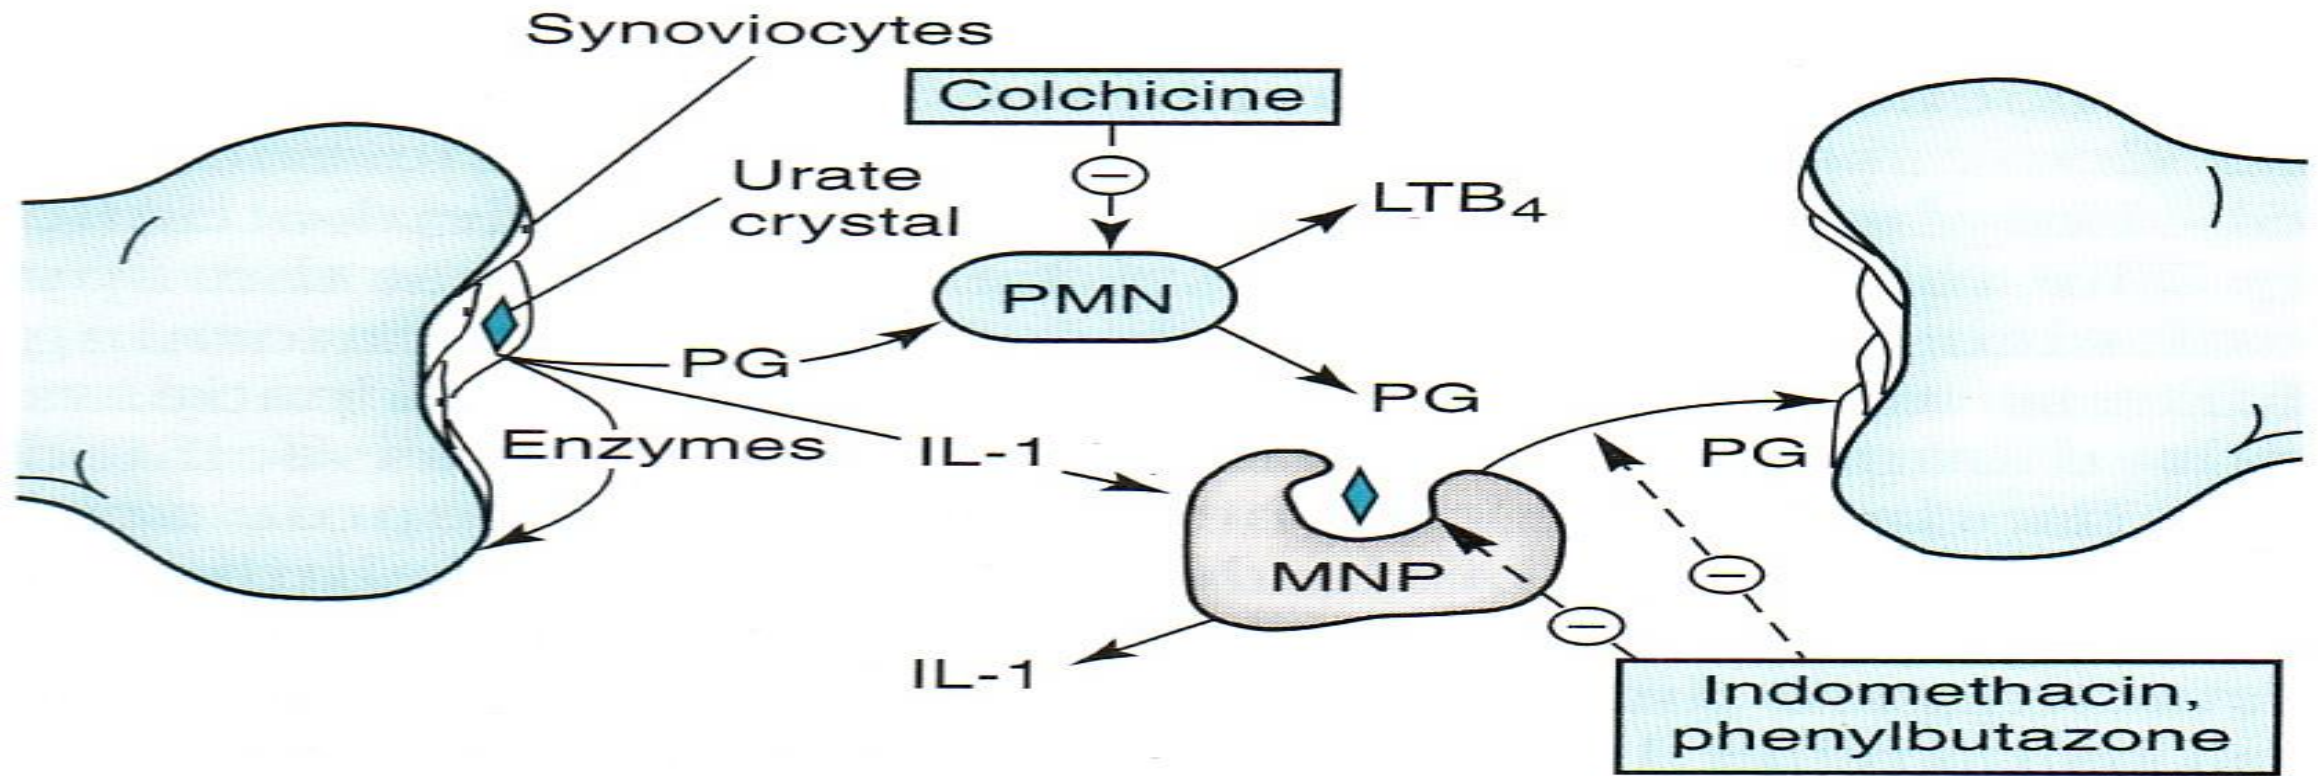 Synoviocytes
Colchicine
Urate
crystal
LTB₄
PMN
PG
PG
Enzymes
IL-1
PG
MNP
IL-1
Indomethacin,
phenylbutazone